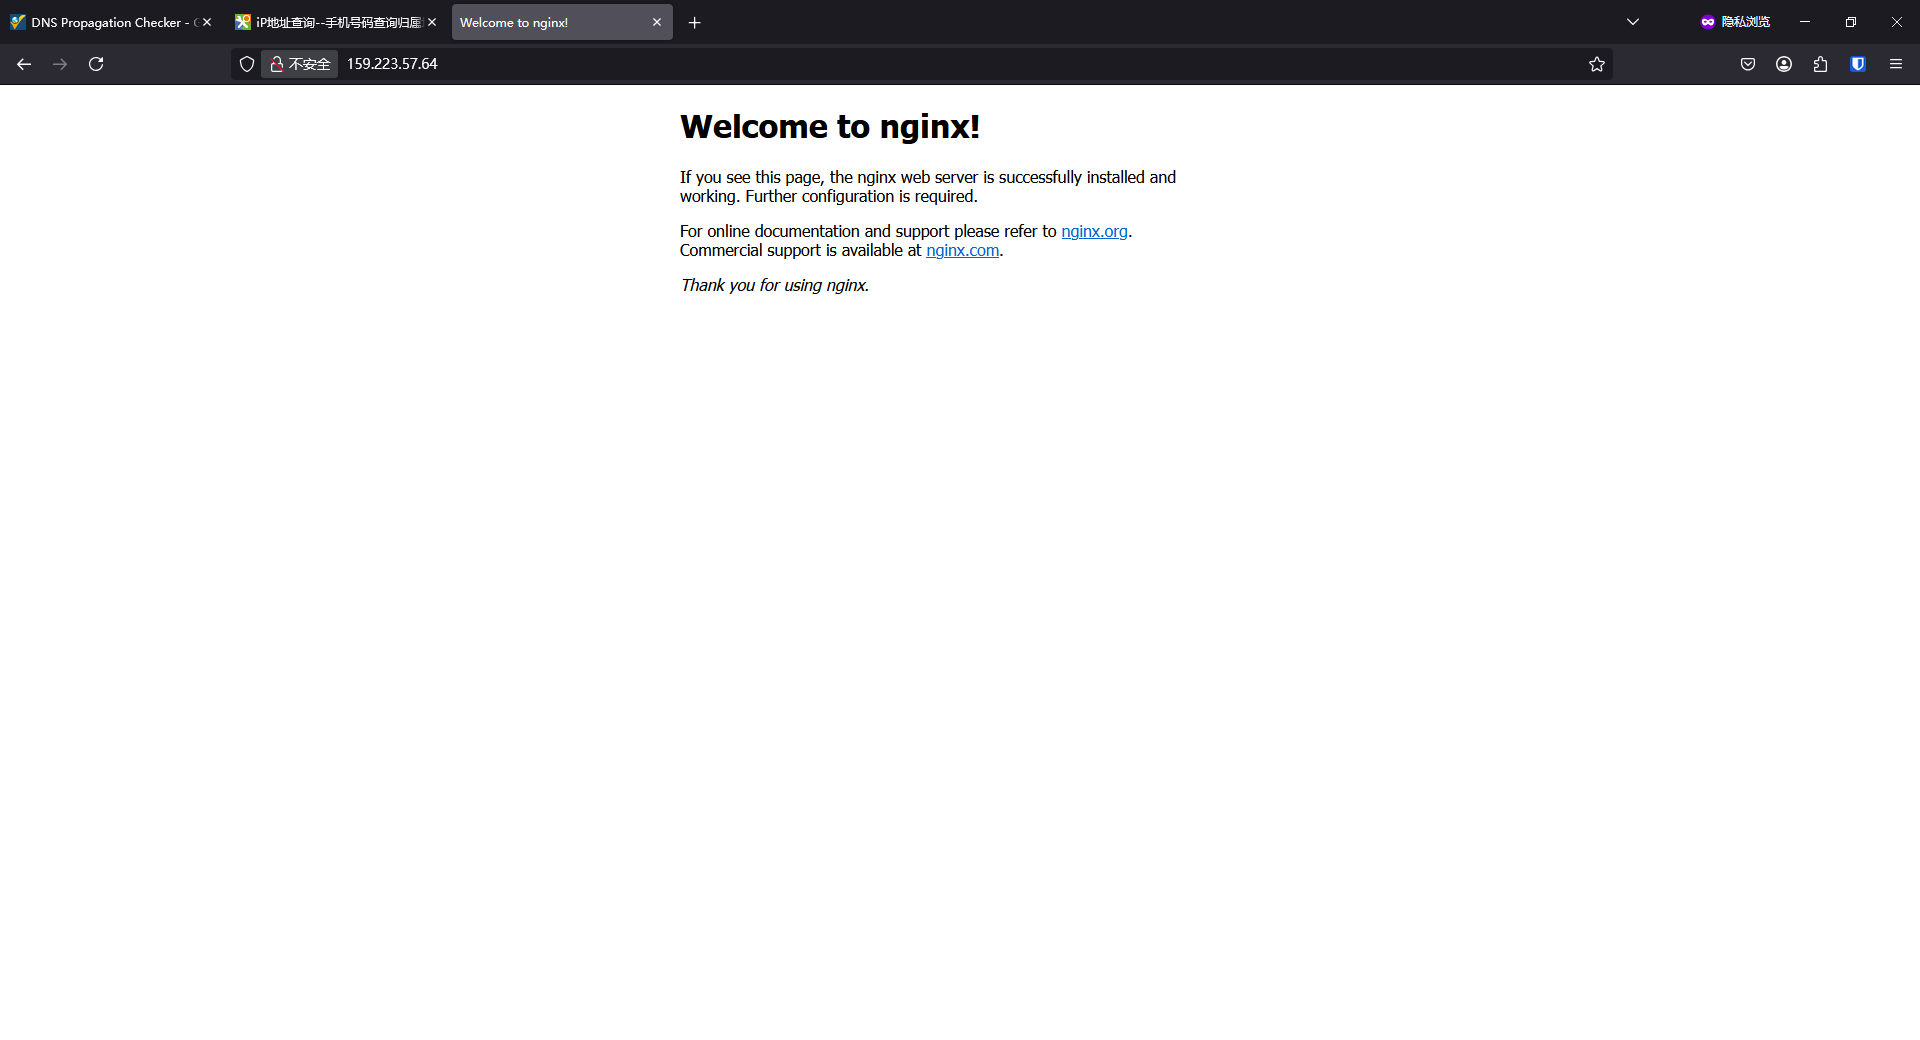 DNS Propagation Checker -
iP地址查询--手机号码查询归属
Welcome to nginx!
隐私浏览
不安全
159.223.57.64
Welcome to nginx!
If you see this page, the nginx web server is successfully installed and
working. Further configuration is required.
For online documentation and support please refer to nginx.org.
Commercial support is available at nginx.com.
Thank you for using nginx.